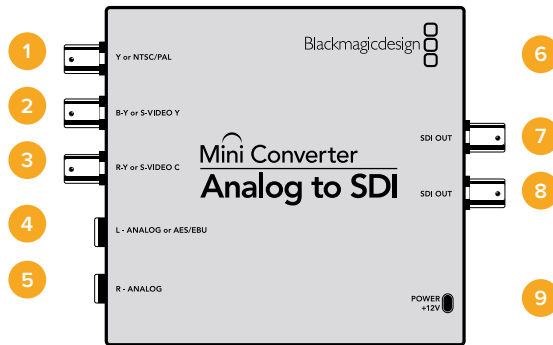 1
Y or NTSC/PAL
2
B-Y or S-VIDEO Y
3
R-Y or S-VIDEO C
4
L - ANALOG or AES/EBU
5
R - ANALOG
Blackmagicdesign
Mini Converter
Analog to SDI
6
SDI OUT
7
SDI OUT
8
POWER
+12V
9